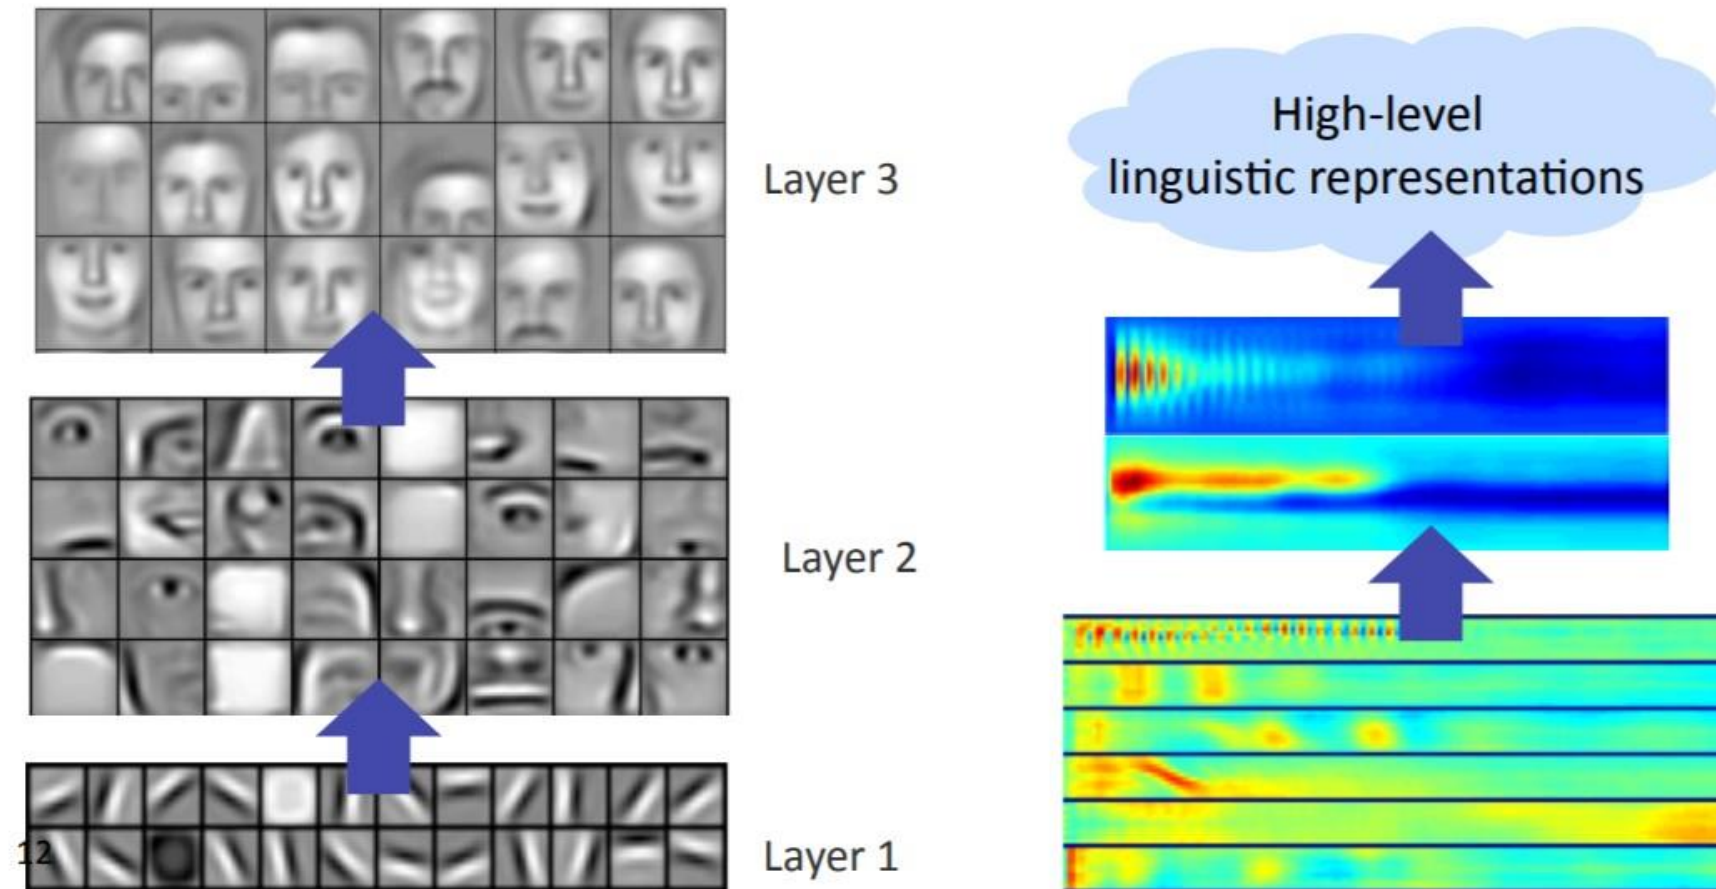 High-level
linguistic representations
Layer 3
Layer 2
Layer 1
12